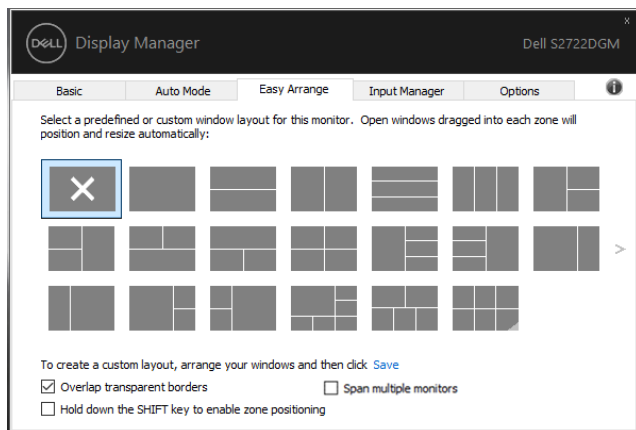 DELL Display Manager
Dell S2722DGM
Basic Auto Mode Easy Arrange Input Manager Options
Select a predefined or custom window layout for this monitor. Open windows dragged into each zone will
position and resize automatically:
To create a custom layout, arrange your windows and then click Save
Overlap transparent borders
Span multiple monitors
Hold down the SHIFT key to enable zone positioning